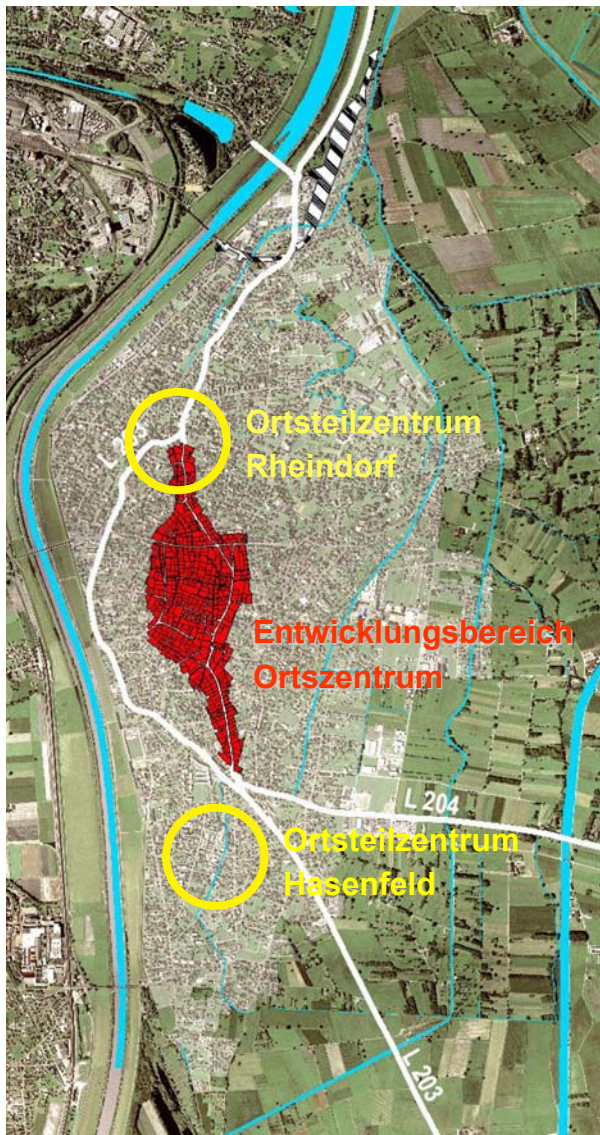 Ortsteilzentrum
Rheindorf
Entwicklungsbereich
Ortszentrum
L 204
Ortsteilzentrum
Hasenfeld
L 203